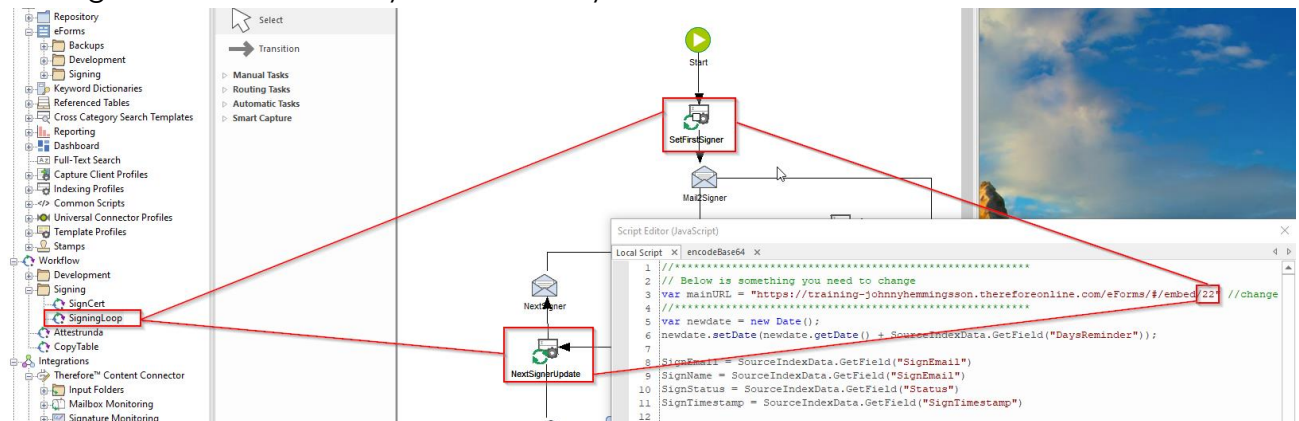 Repository
eForms
Backups
Development
Signing
Keyword Dictionaries
Referenced Tables
Cross Category Search Templates
Reporting
Dashboard
Full-Text Search
Capture Client Profiles
Indexing Profiles
Common Scripts
Universal Connector Profiles
Template Profiles
Stamps
Workflow
Development
Signing
SignCert
SigningLoop
Attestrunda
CopyTable
Integrations
Therefore™ Content Connector
Input Folders
Mailbox Monitoring
Signature Monitoring
Select
Transition
Manual Tasks
Routing Tasks
Automatic Tasks
Smart Capture
Start
SetFirstSigner
Mail2Signer
NextSigner
NextSignerUpdate
Script Editor (JavaScript)
Local Script X encodeBase64 X
1 //********************************************************
2 // Below is something you need to change
3 var mainURL = "https://training-johnnyhemmingsson.thereforeonline.com/eForms/#/embed/22" //change
4 //********************************************************
5 var newdate = new Date();
6 newdate.setDate(newdate.getDate() + SourceIndexData.GetField("DaysReminder"));
7
8 SignEmail = SourceIndexData.GetField("SignEmail")
9 SignName = SourceIndexData.GetField("SignEmail")
10 SignStatus = SourceIndexData.GetField("Status")
11 SignTimestamp = SourceIndexData.GetField("SignTimestamp")
12